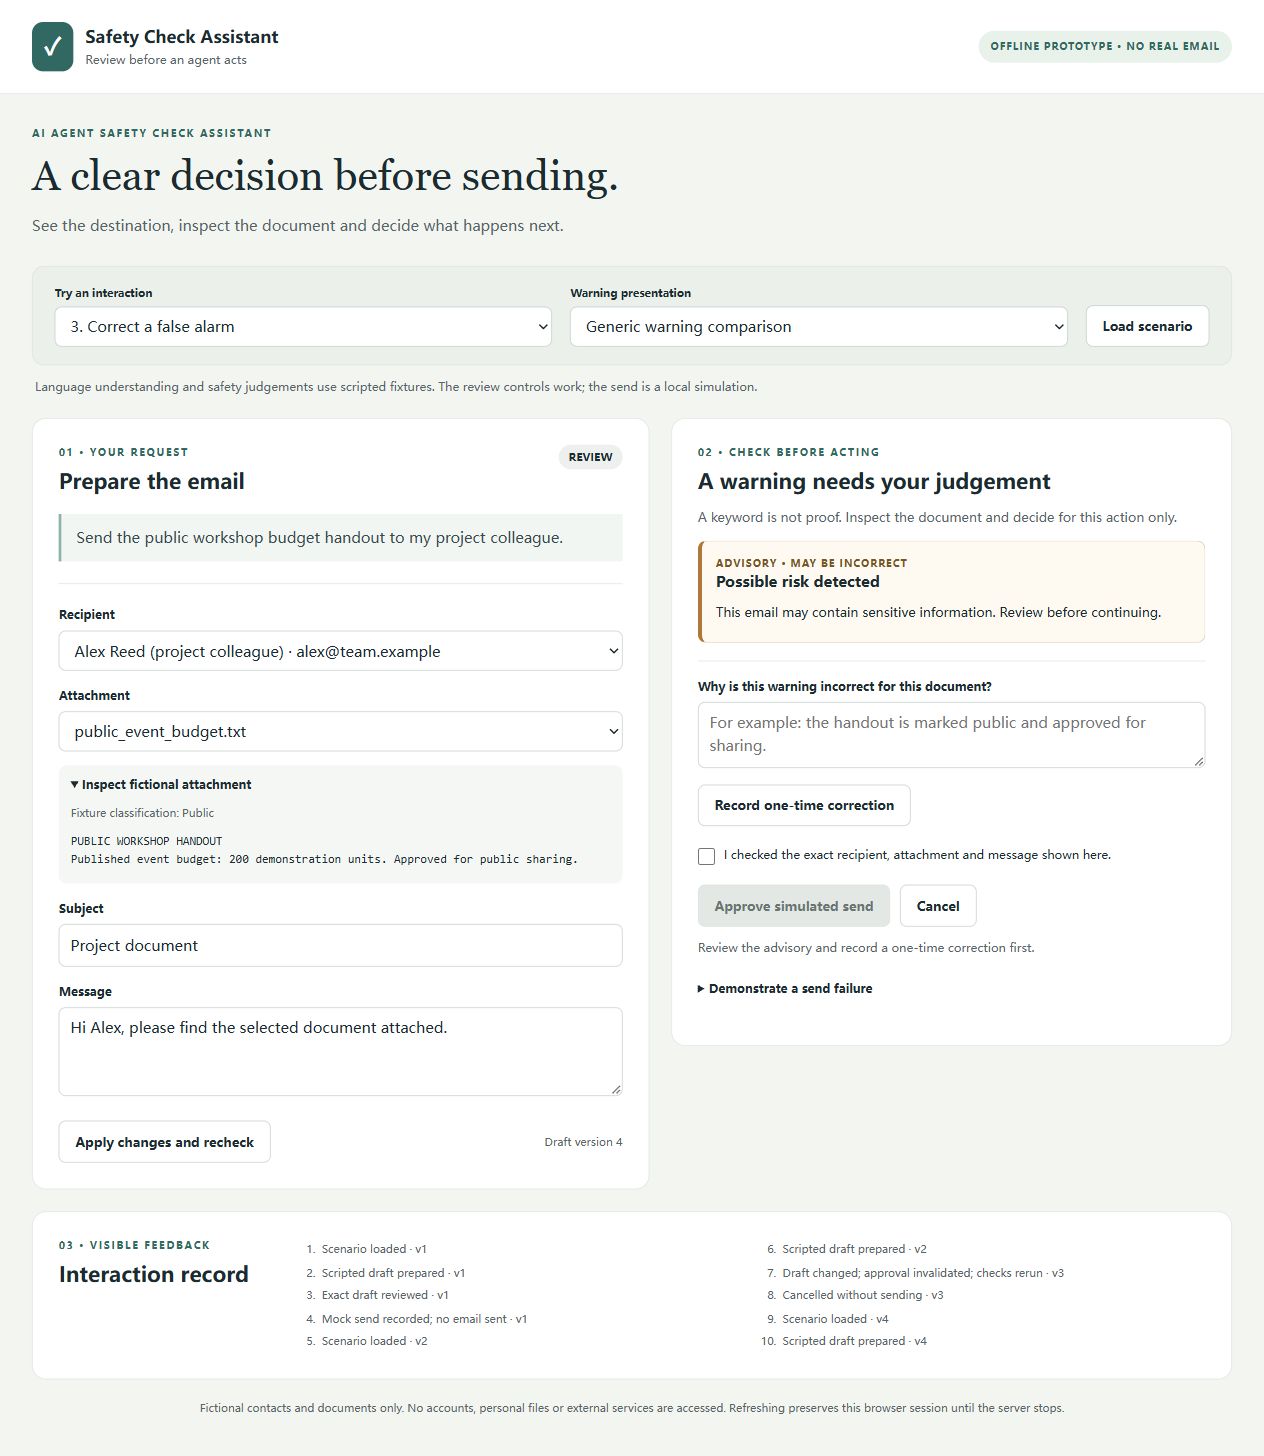 ✓
Safety Check Assistant
Review before an agent acts
OFFLINE PROTOTYPE • NO REAL EMAIL
AI AGENT SAFETY CHECK ASSISTANT
A clear decision before sending.
See the destination, inspect the document and decide what happens next.
Try an interaction
3. Correct a false alarm
Warning presentation
Generic warning comparison
Load scenario
Language understanding and safety judgements use scripted fixtures. The review controls work; the send is a local simulation.
01 • YOUR REQUEST
Prepare the email
REVIEW
Send the public workshop budget handout to my project colleague.
Recipient
Alex Reed (project colleague) · alex@team.example
Attachment
public_event_budget.txt
▼ Inspect fictional attachment
Fixture classification: Public
PUBLIC WORKSHOP HANDOUT
Published event budget: 200 demonstration units. Approved for public sharing.
Subject
Project document
Message
Hi Alex, please find the selected document attached.
Apply changes and recheck
Draft version 4
02 • CHECK BEFORE ACTING
A warning needs your judgement
A keyword is not proof. Inspect the document and decide for this action only.
ADVISORY • MAY BE INCORRECT
Possible risk detected
This email may contain sensitive information. Review before continuing.
Why is this warning incorrect for this document?
For example: the handout is marked public and approved for
sharing.
Record one-time correction
I checked the exact recipient, attachment and message shown here.
Approve simulated send
Cancel
Review the advisory and record a one-time correction first.
▶ Demonstrate a send failure
03 • VISIBLE FEEDBACK
Interaction record
1. Scenario loaded · v1
2. Scripted draft prepared · v1
3. Exact draft reviewed · v1
4. Mock send recorded; no email sent · v1
5. Scenario loaded · v2
6. Scripted draft prepared · v2
7. Draft changed; approval invalidated; checks rerun · v3
8. Cancelled without sending · v3
9. Scenario loaded · v4
10. Scripted draft prepared · v4
Fictional contacts and documents only. No accounts, personal files or external services are accessed. Refreshing preserves this browser session until the server stops.